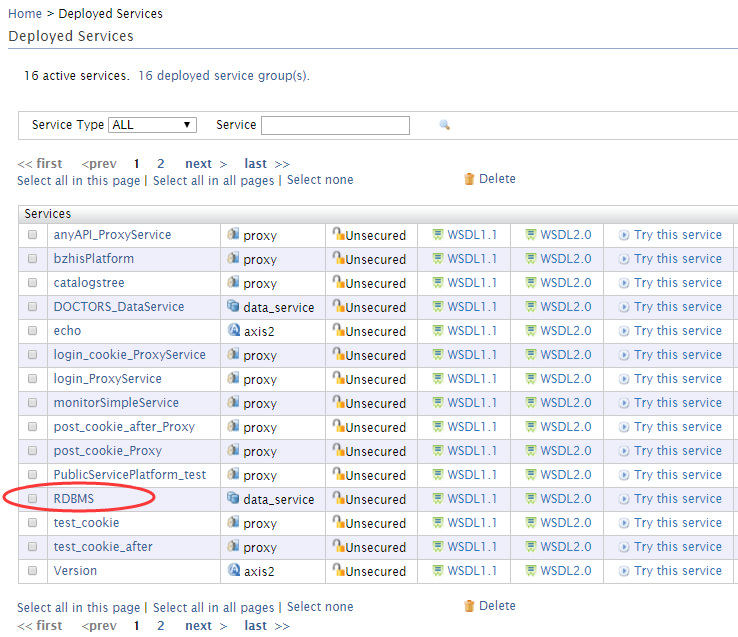 Home > Deployed Services
Deployed Services
16 active services. 16 deployed service group(s).
Service Type ALL Service
<< first <prev 1 2 next > last >>
Select all in this page | Select all in all pages | Select none Delete
Services
anyAPI_ProxyService proxy Unsecured WSDL1.1 WSDL2.0 Try this service
bzhisPlatform proxy Unsecured WSDL1.1 WSDL2.0 Try this service
catalogstree proxy Unsecured WSDL1.1 WSDL2.0 Try this service
DOCTORS_DataService data_service Unsecured WSDL1.1 WSDL2.0 Try this service
echo axis2 Unsecured WSDL1.1 WSDL2.0 Try this service
login_cookie_ProxyService proxy Unsecured WSDL1.1 WSDL2.0 Try this service
login_ProxyService proxy Unsecured WSDL1.1 WSDL2.0 Try this service
monitorSimpleService proxy Unsecured WSDL1.1 WSDL2.0 Try this service
post_cookie_after_Proxy proxy Unsecured WSDL1.1 WSDL2.0 Try this service
post_cookie_Proxy proxy Unsecured WSDL1.1 WSDL2.0 Try this service
PublicServicePlatform_test proxy Unsecured WSDL1.1 WSDL2.0 Try this service
RDBMS data_service Unsecured WSDL1.1 WSDL2.0 Try this service
test_cookie proxy Unsecured WSDL1.1 WSDL2.0 Try this service
test_cookie_after proxy Unsecured WSDL1.1 WSDL2.0 Try this service
Version axis2 Unsecured WSDL1.1 WSDL2.0 Try this service
Select all in this page | Select all in all pages | Select none Delete
<< first <prev 1 2 next > last >>